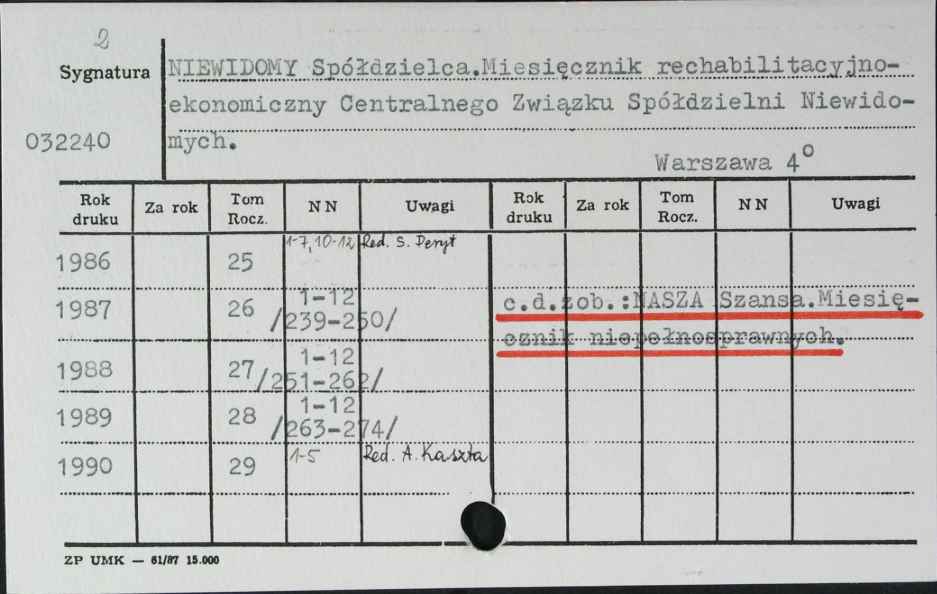 2
Sygnatura
032240
NIEWIDOMY Spółdzielca.Miesięcznik rechabilitacyjno-
ekonomiczny Centralnego Związku Spółdzielni Niewido-
mych.
Warszawa 4°
Rok druku Za rok Tom Rocz. NN Uwagi Rok druku Za rok Tom Rocz. NN Uwagi
1986 25 1-7, 10-12 Red. S. Deryt
1987 26 1-12 /239-250/
1988 27 1-12 /251-262/
1989 28 1-12 /263-274/
1990 29 1-5 Red. A. Kaszta
c.d.zob.:NASZA Szansa.Miesię-
cznik niepełnosprawnych.
ZP UMK — 61/87 15.000